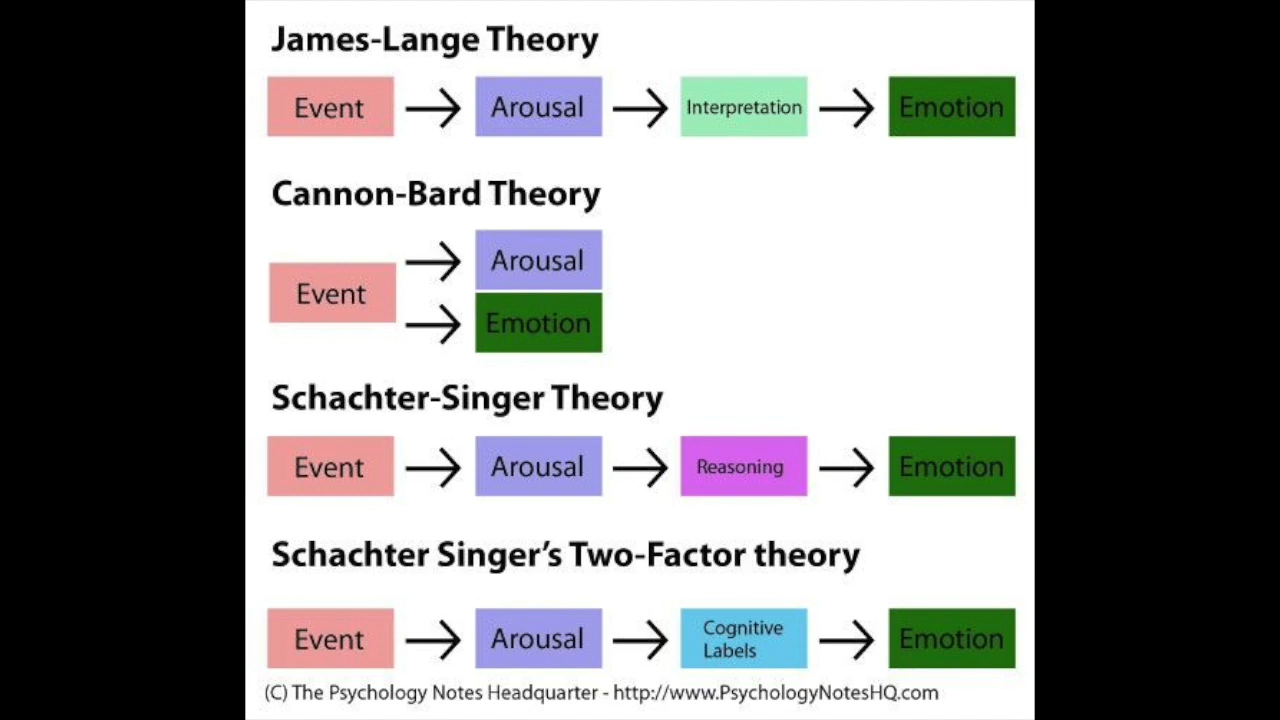 James-Lange Theory
Event → Arousal → Interpretation → Emotion
Cannon-Bard Theory
Event → Arousal
→ Emotion
Schachter-Singer Theory
Event → Arousal → Reasoning → Emotion
Schachter Singer's Two-Factor theory
Event → Arousal → Cognitive Labels → Emotion
(C) The Psychology Notes Headquarter - http://www.PsychologyNotesHQ.com